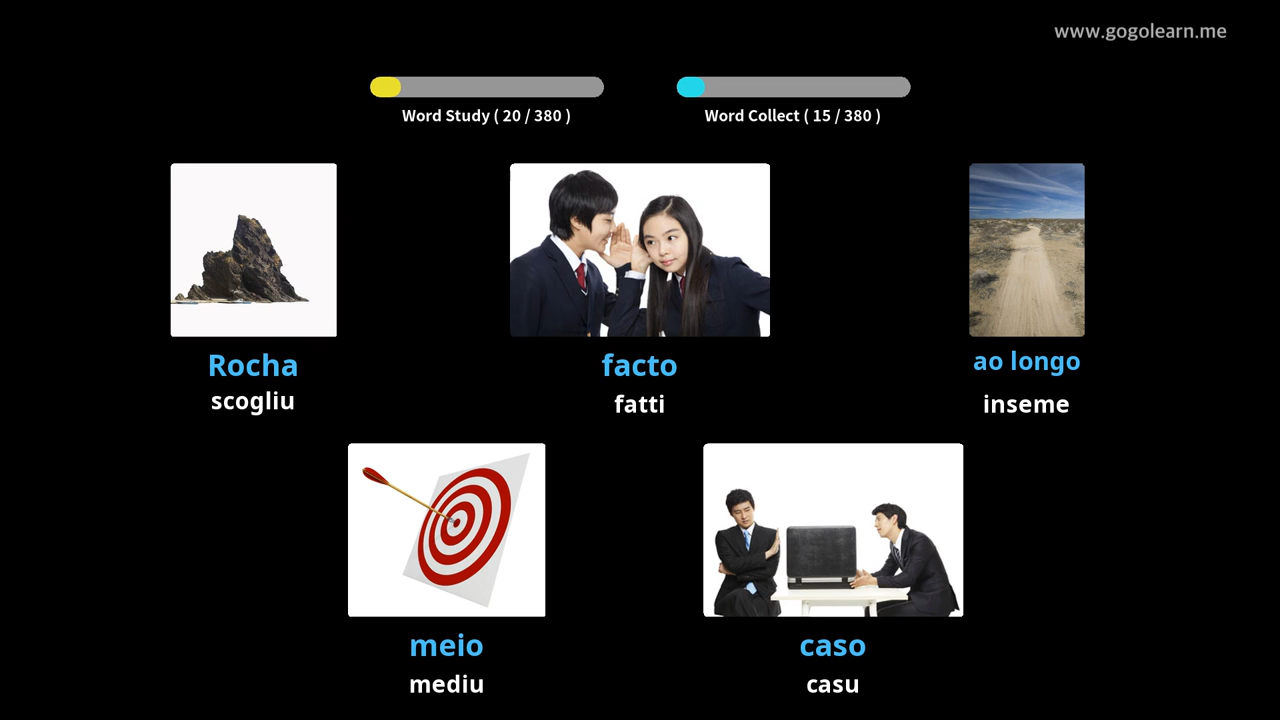 www.gogolearn.me
Word Study ( 20 / 380 )
Word Collect ( 15 / 380 )
Rocha
scogliu
facto
fatti
ao longo
inseme
meio
mediu
caso
casu